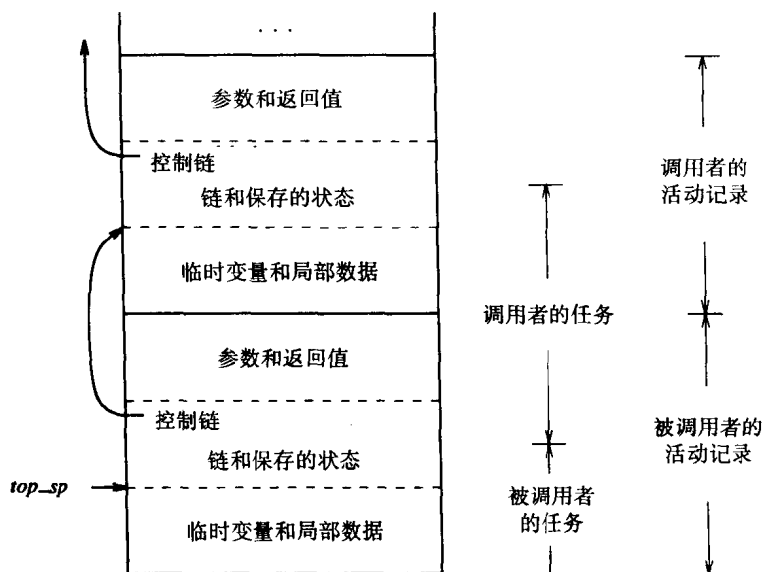 ...
参数和返回值
控制链
链和保存的状态
调用者的
活动记录
临时变量和局部数据
调用者的任务
参数和返回值
控制链
链和保存的状态
被调用者的
活动记录
top_sp
被调用者
的任务
临时变量和局部数据